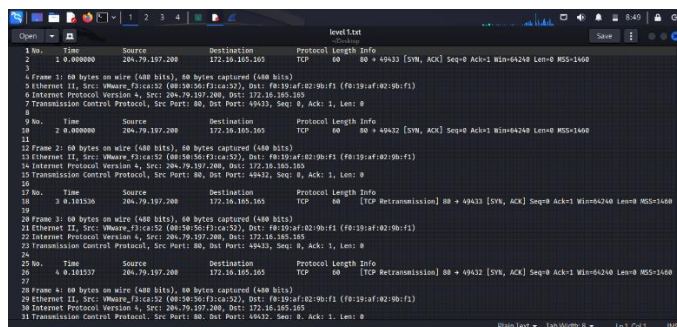 1 2 3 4 8:49 G
Open level 1.txt Save
~/Desktop
1 No. Time Source Destination Protocol Length Info
2 1 0.000000 204.79.197.200 172.16.165.165 TCP 60 80 → 49433 [SYN, ACK] Seq=0 Ack=1 Win=64240 Len=0 MSS=1460
3
4 Frame 1: 60 bytes on wire (480 bits), 60 bytes captured (480 bits)
5 Ethernet II, Src: VMware_f3:ca:52 (00:50:56:f3:ca:52), Dst: f0:19:af:02:9b:f1 (f0:19:af:02:9b:f1)
6 Internet Protocol Version 4, Src: 204.79.197.200, Dst: 172.16.165.165
7 Transmission Control Protocol, Src Port: 80, Dst Port: 49433, Seq: 0, Ack: 1, Len: 0
8
9 No. Time Source Destination Protocol Length Info
10 2 0.000000 204.79.197.200 172.16.165.165 TCP 60 80 → 49432 [SYN, ACK] Seq=0 Ack=1 Win=64240 Len=0 MSS=1460
11
12 Frame 2: 60 bytes on wire (480 bits), 60 bytes captured (480 bits)
13 Ethernet II, Src: VMware_f3:ca:52 (00:50:56:f3:ca:52), Dst: f0:19:af:02:9b:f1 (f0:19:af:02:9b:f1)
14 Internet Protocol Version 4, Src: 204.79.197.200, Dst: 172.16.165.165
15 Transmission Control Protocol, Src Port: 80, Dst Port: 49432, Seq: 0, Ack: 1, Len: 0
16
17 No. Time Source Destination Protocol Length Info
18 3 0.101536 204.79.197.200 172.16.165.165 TCP 60 [TCP Retransmission] 80 → 49433 [SYN, ACK] Seq=0 Ack=1 Win=64240 Len=0 MSS=1460
19
20 Frame 3: 60 bytes on wire (480 bits), 60 bytes captured (480 bits)
21 Ethernet II, Src: VMware_f3:ca:52 (00:50:56:f3:ca:52), Dst: f0:19:af:02:9b:f1 (f0:19:af:02:9b:f1)
22 Internet Protocol Version 4, Src: 204.79.197.200, Dst: 172.16.165.165
23 Transmission Control Protocol, Src Port: 80, Dst Port: 49433, Seq: 0, Ack: 1, Len: 0
24
25 No. Time Source Destination Protocol Length Info
26 4 0.101537 204.79.197.200 172.16.165.165 TCP 60 [TCP Retransmission] 80 → 49432 [SYN, ACK] Seq=0 Ack=1 Win=64240 Len=0 MSS=1460
27
28 Frame 4: 60 bytes on wire (480 bits), 60 bytes captured (480 bits)
29 Ethernet II, Src: VMware_f3:ca:52 (00:50:56:f3:ca:52), Dst: f0:19:af:02:9b:f1 (f0:19:af:02:9b:f1)
30 Internet Protocol Version 4, Src: 204.79.197.200, Dst: 172.16.165.165
31 Transmission Control Protocol, Src Port: 80, Dst Port: 49432, Seq: 0, Ack: 1, Len: 0
Plain Text Tab Width: 8 Ln 1, Col 1 INS